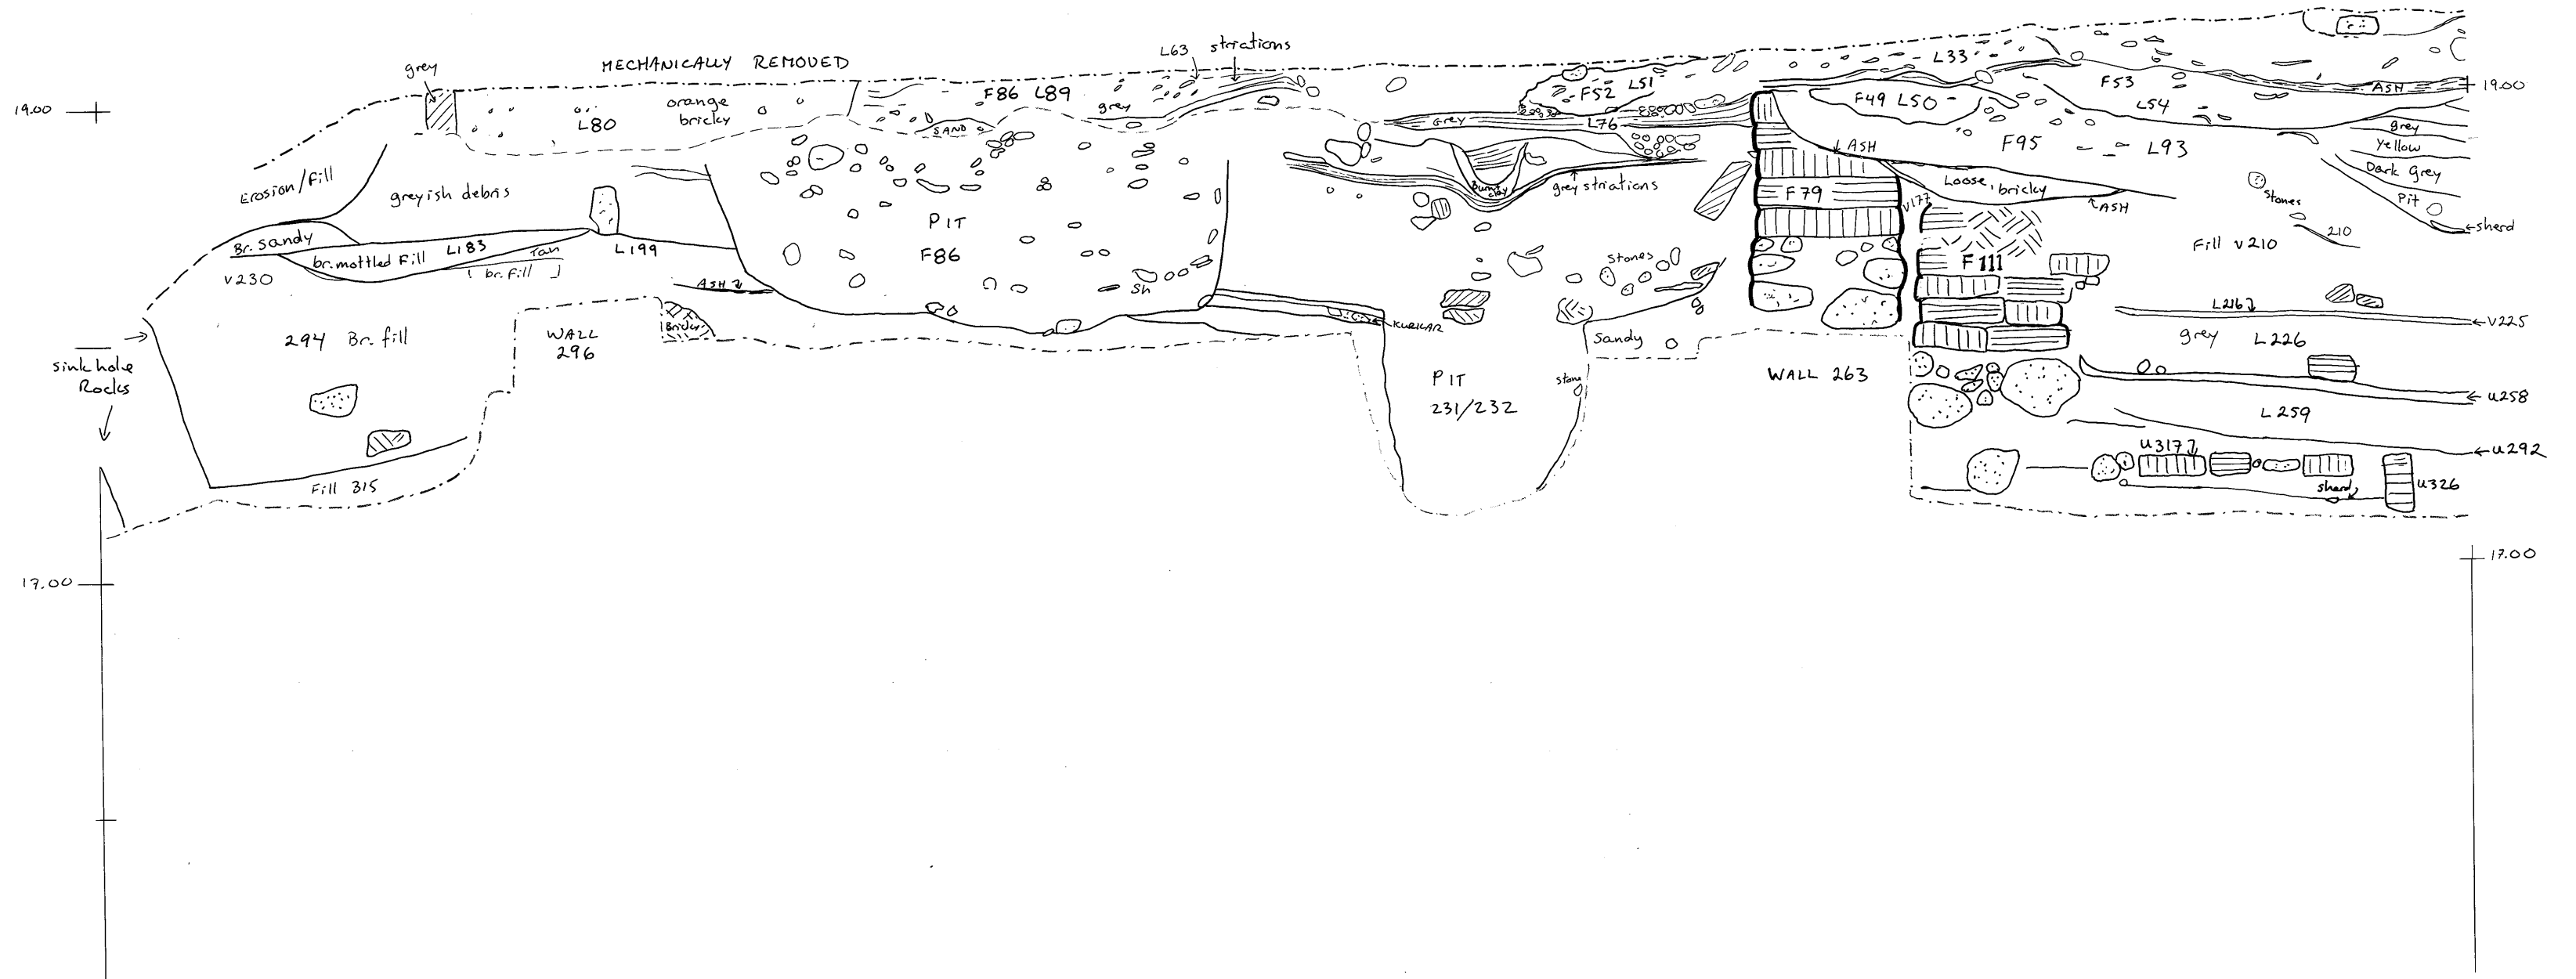 L63 striations
grey
MECHANICALLY REMOVED
19.00
L80
orange
bricky
F86 L89
grey
SAND
F52 L51
L33
F53
L54
ASH
19.00
F49 L50
Grey
L76
F95
L93
grey
Yellow
Dark Grey
Pit
sherd
Erosion/Fill
greyish debris
PIT
F86
Sh
grey striations
ASH
F79
V177
Loose, bricky
ASH
Stones
210
Fill V210
Br. Sandy
br. mottled Fill
L183
Tan
br. fill
L199
V230
ASH
F111
Stones
L216
V225
294 Br. fill
WALL
296
Bricks
KURKAR
Sandy
grey L226
sink hole
Rocks
PIT
231/232
stone
WALL 263
U258
L259
U292
U317
sherd
U326
Fill 315
17.00
17.00